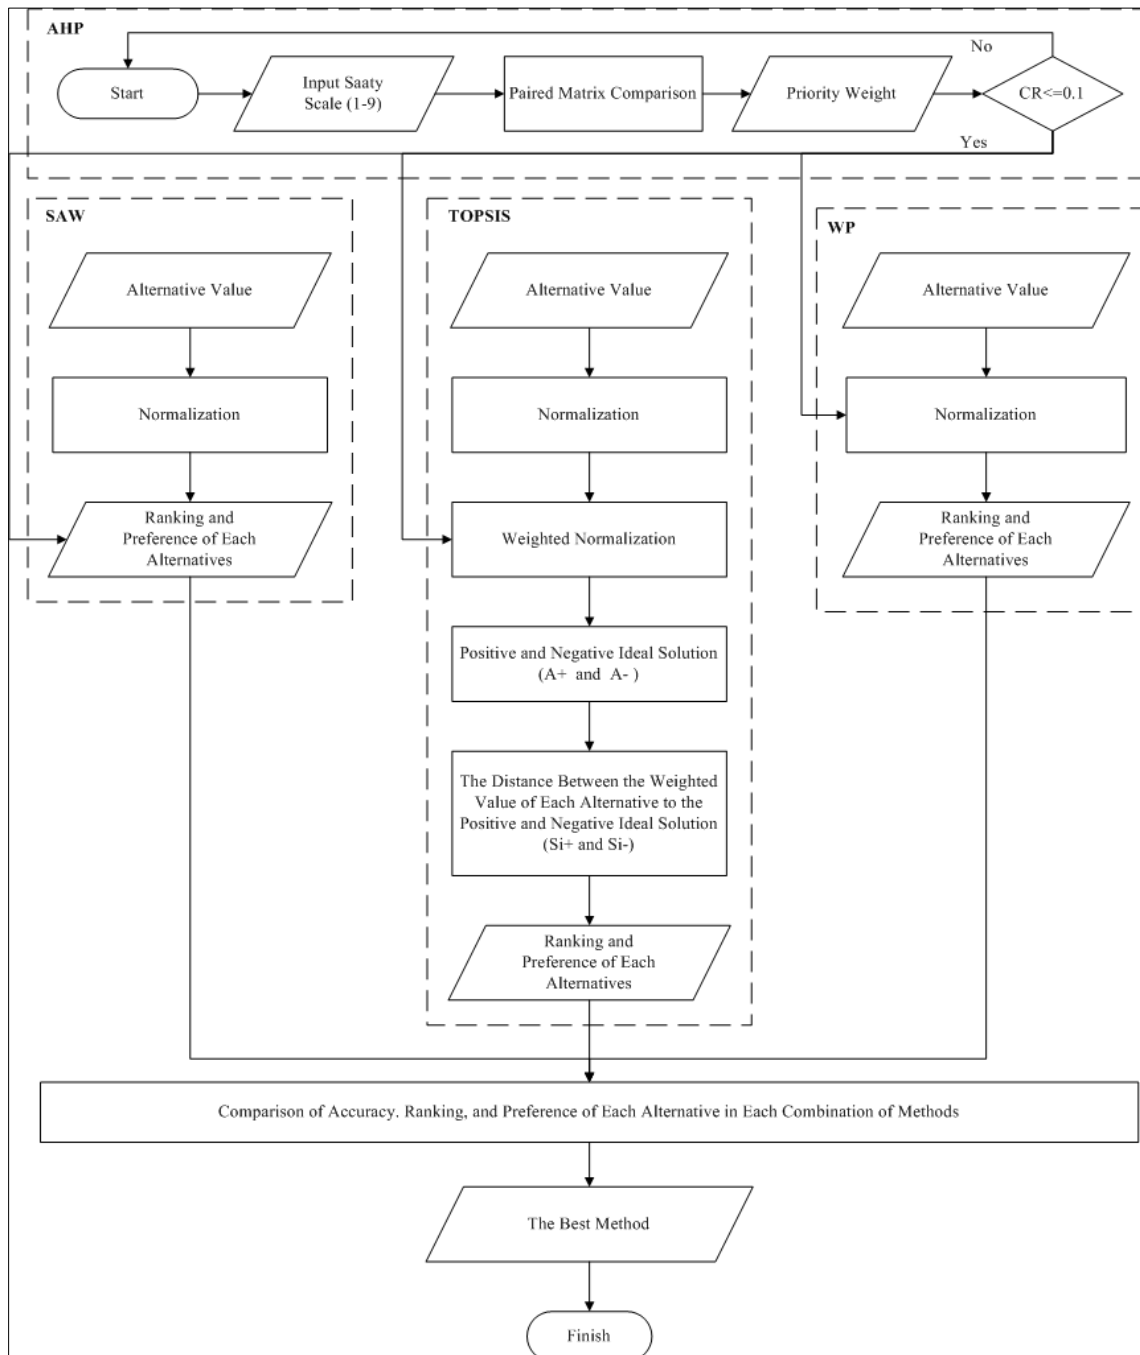 AHP
No
Start
Input Saaty
Scale (1-9)
Paired Matrix Comparison
Priority Weight
CR<=0.1
Yes
SAW
Alternative Value
Normalization
Ranking and
Preference of Each
Alternatives
TOPSIS
Alternative Value
Normalization
Weighted Normalization
Positive and Negative Ideal Solution
(A+ and A- )
The Distance Between the Weighted
Value of Each Alternative to the
Positive and Negative Ideal Solution
(Si+ and Si-)
Ranking and
Preference of Each
Alternatives
WP
Alternative Value
Normalization
Ranking and
Preference of Each
Alternatives
Comparison of Accuracy. Ranking, and Preference of Each Alternative in Each Combination of Methods
The Best Method
Finish